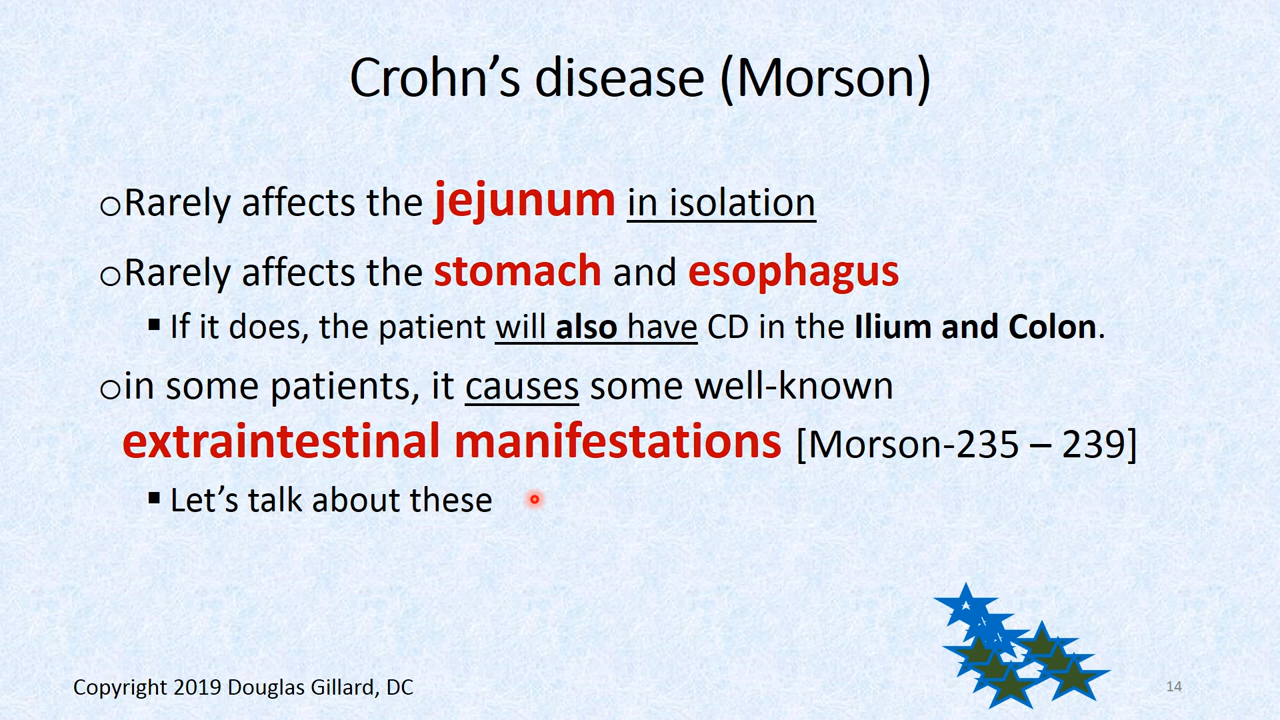 Crohn’s disease (Morson)
oRarely affects the jejunum in isolation
oRarely affects the stomach and esophagus
▪ If it does, the patient will also have CD in the Ilium and Colon.
oin some patients, it causes some well-known
extraintestinal manifestations [Morson-235 – 239]
▪ Let’s talk about these
Copyright 2019 Douglas Gillard, DC
14